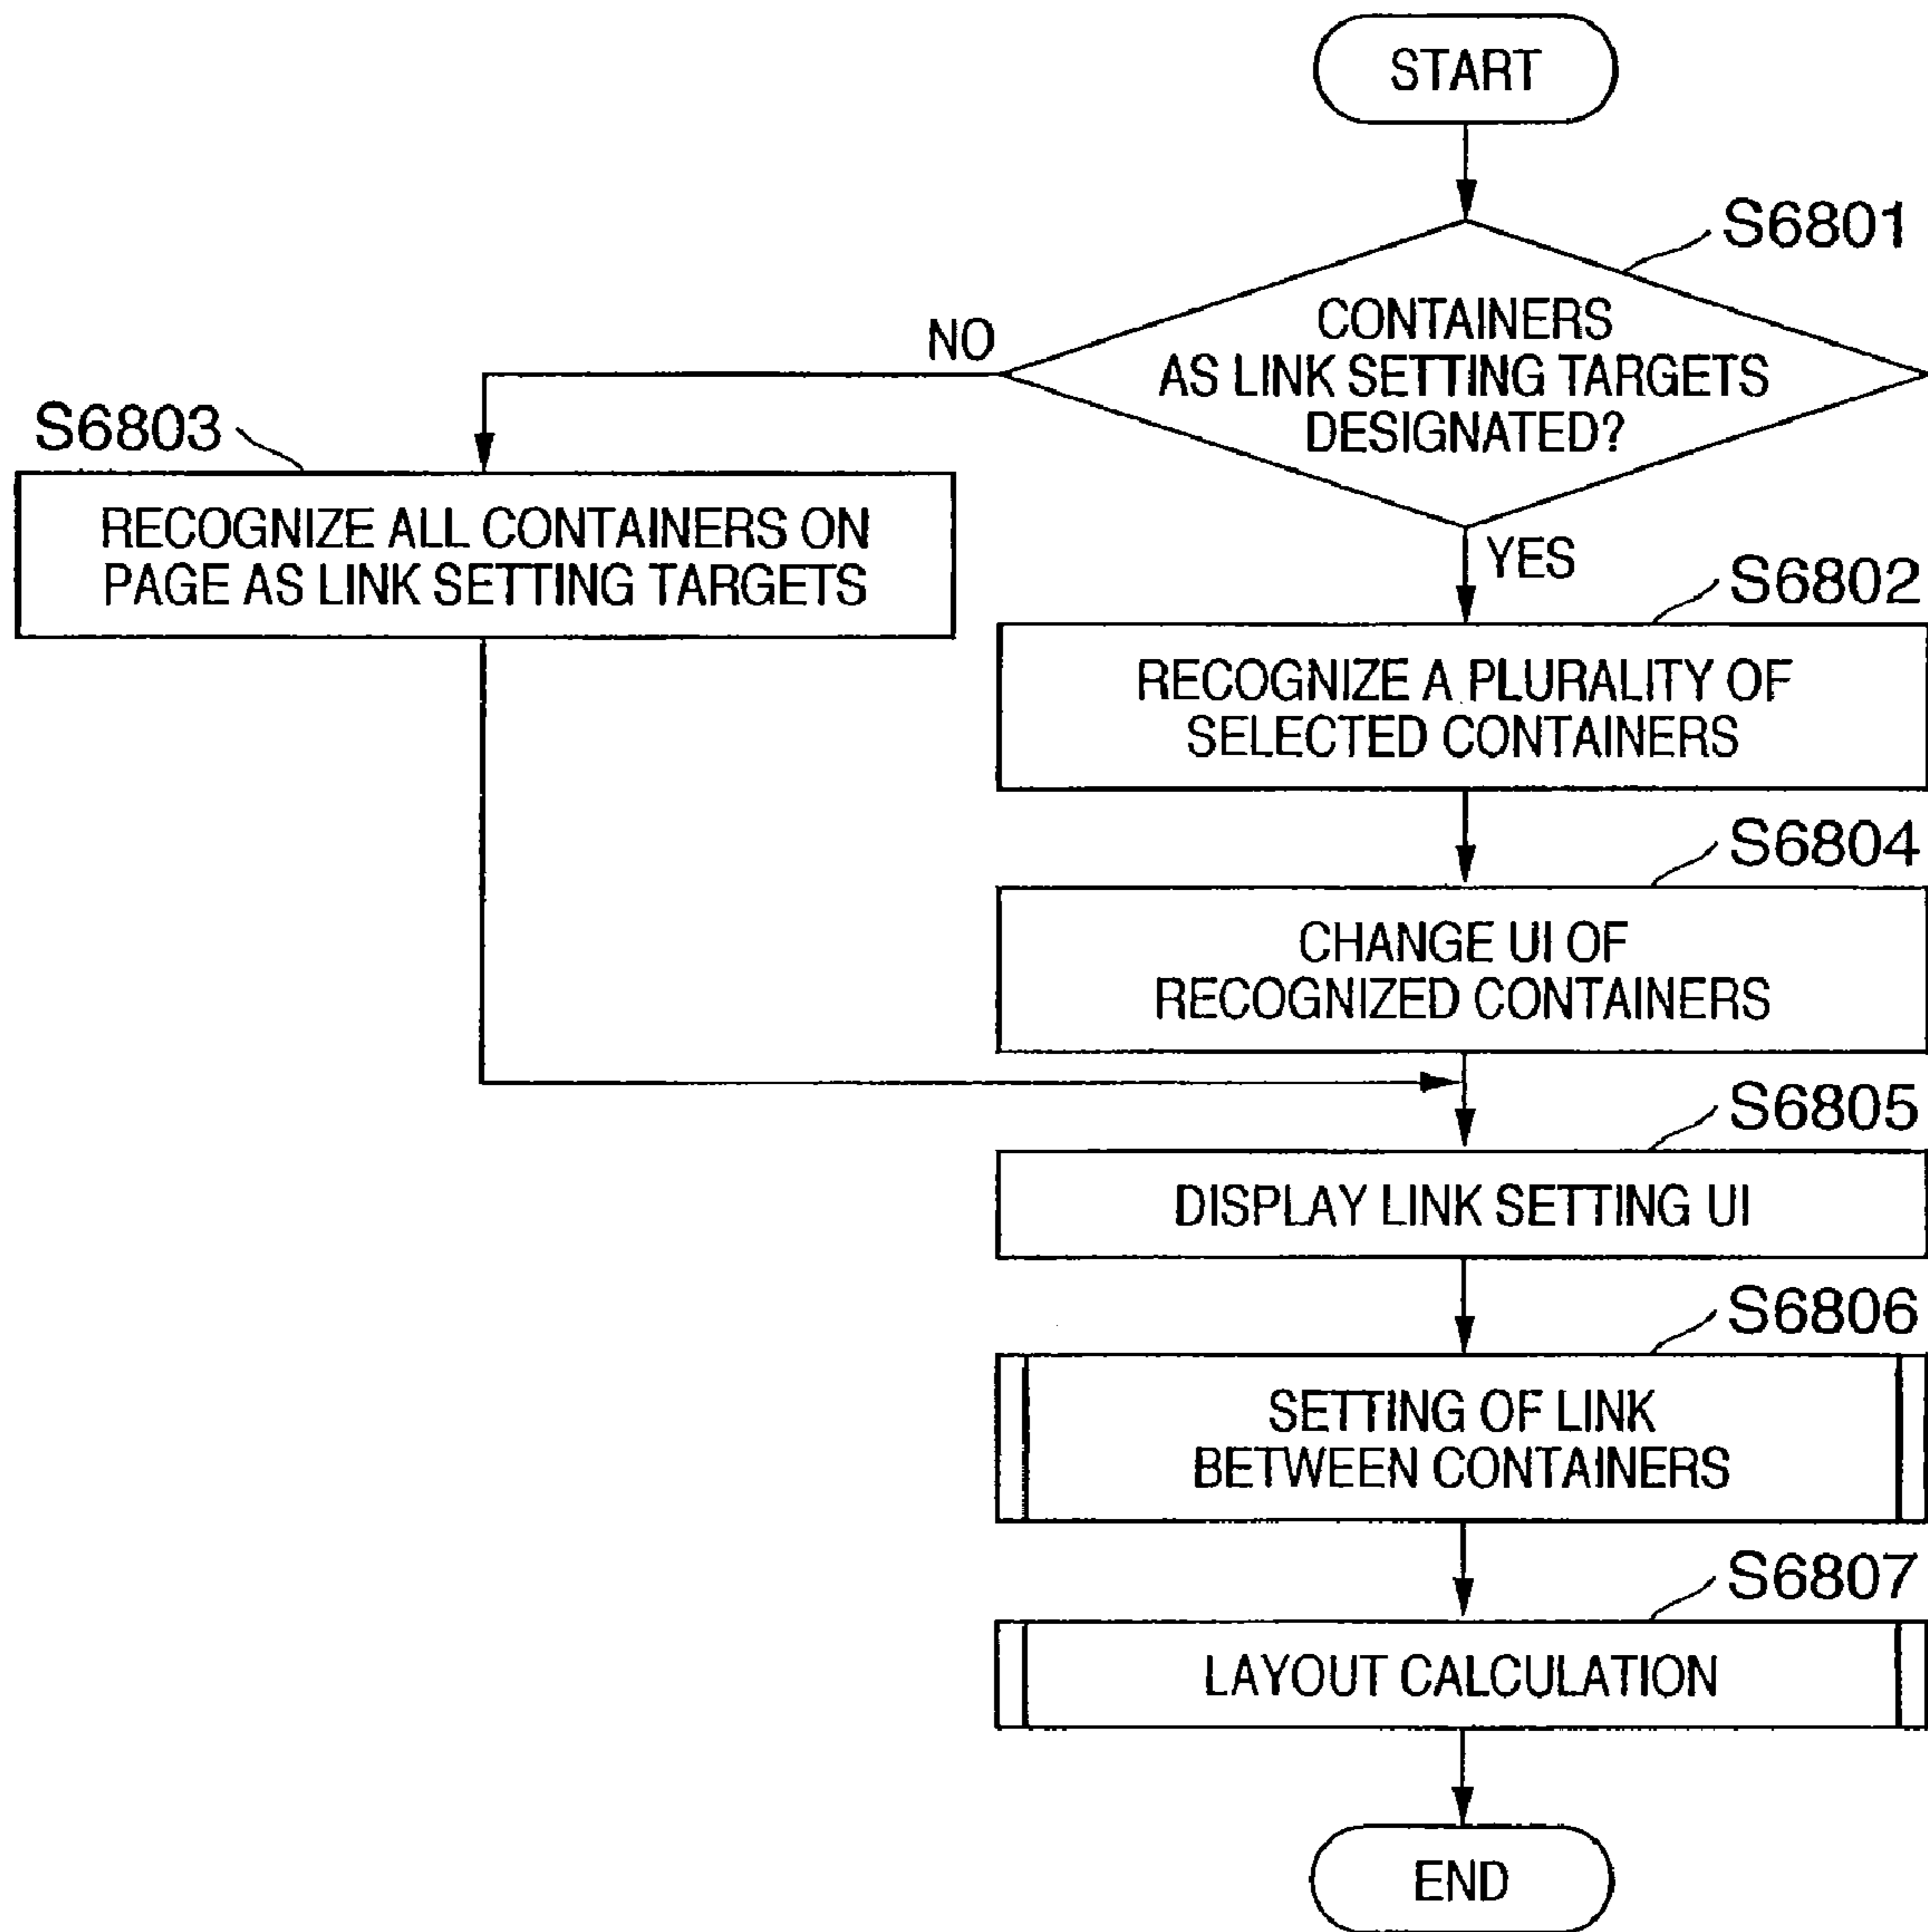 START
S6801
CONTAINERS
AS LINK SETTING TARGETS
DESIGNATED?
NO
YES
S6803
RECOGNIZE ALL CONTAINERS ON
PAGE AS LINK SETTING TARGETS
S6802
RECOGNIZE A PLURALITY OF
SELECTED CONTAINERS
S6804
CHANGE UI OF
RECOGNIZED CONTAINERS
S6805
DISPLAY LINK SETTING UI
S6806
SETTING OF LINK
BETWEEN CONTAINERS
S6807
LAYOUT CALCULATION
END